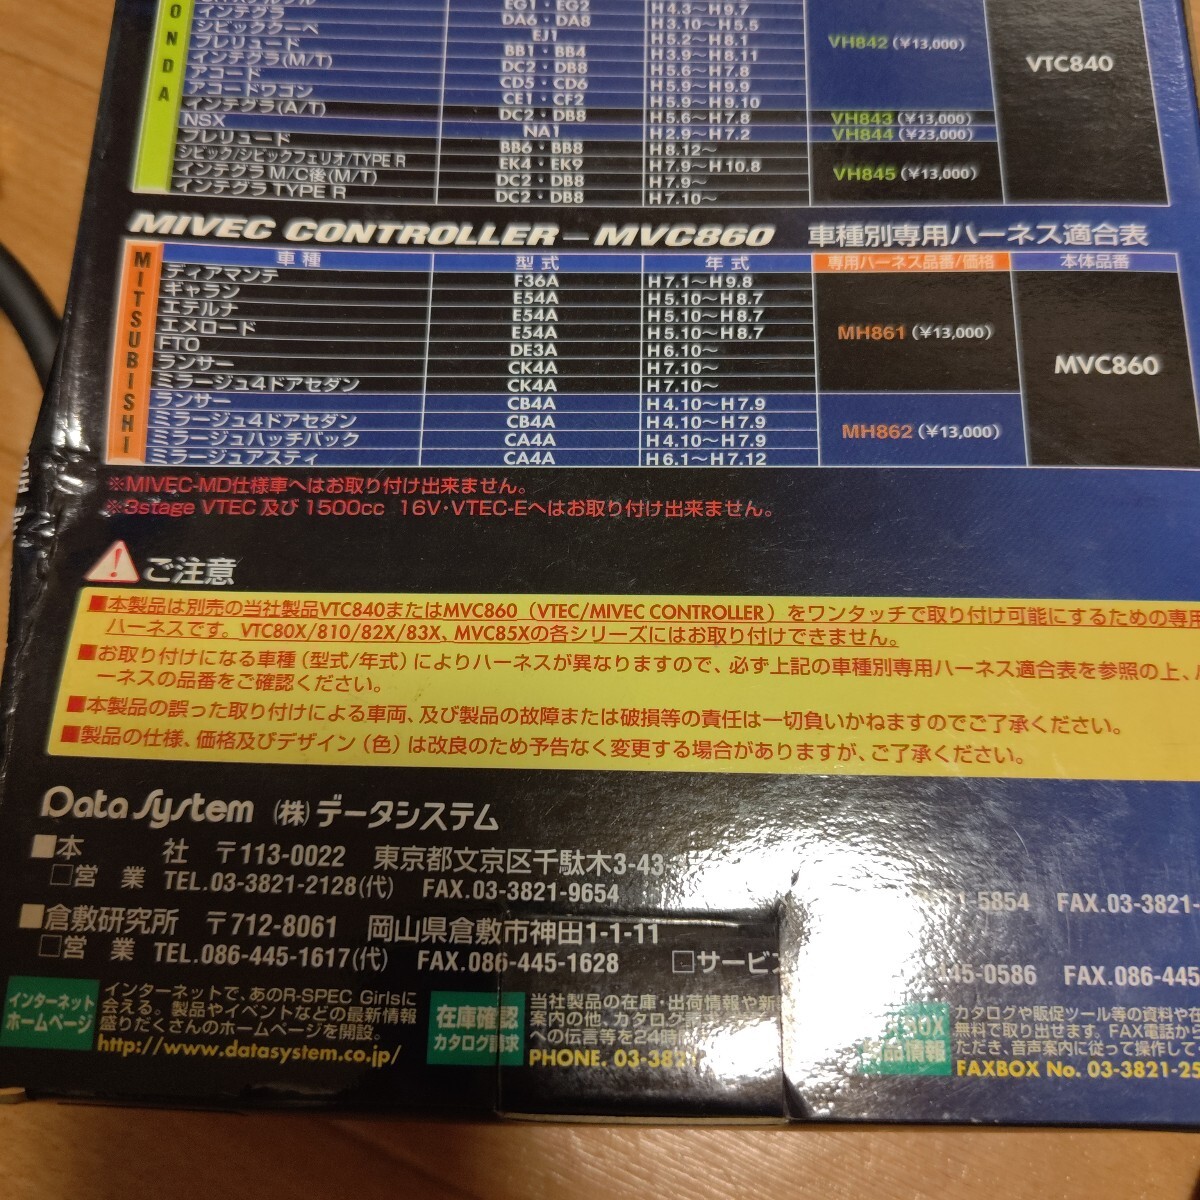 HONDA
EG1・EG2 H4.3〜H9.7
インテグラ DA6・DA8 H3.10〜H5.5
シビッククーペ EJ1 H5.2〜H8.1
プレリュード BB1・BB4 H3.9〜H8.11
インテグラ(M/T) DC2・DB8 H5.6〜H7.8
アコード CD5・CD6 H5.9〜H9.9
アコードワゴン CE1・CF2 H5.9〜H9.10
VH842(¥13,000)
インテグラ(A/T) DC2・DB8 H5.6〜H7.8 VH843(¥13,000)
NSX NA1 H2.9〜H7.2 VH844(¥23,000)
プレリュード BB6・BB8 H8.12〜
シビック/シビックフェリオ/TYPE R EK4・EK9 H7.9〜H10.8
インテグラ M/C後(M/T) DC2・DB8 H7.9〜
インテグラ TYPE R DC2・DB8 H7.10〜
VH845(¥13,000)
VTC840
MIVEC CONTROLLER–MVC860 車種別専用ハーネス適合表
MITSUBISHI
車種 型式 年式 専用ハーネス品番/価格 本体品番
ディアマンテ F36A H7.1〜H9.8
ギャラン E54A H5.10〜H8.7
エテルナ E54A H5.10〜H8.7
エメロード E54A H5.10〜H8.7
FTO DE3A H6.10〜
ランサー CK4A H7.10〜
ミラージュ4ドアセダン CK4A H7.10〜
MH861(¥13,000)
ランサー CB4A H4.10〜H7.9
ミラージュ4ドアセダン CB4A H4.10〜H7.9
ミラージュハッチバック CA4A H4.10〜H7.9
ミラージュアスティ CA4A H6.1〜H7.12
MH862(¥13,000)
MVC860
※MIVEC-MD仕様車へはお取り付け出来ません。
※3stage VTEC 及び 1500cc 16V・VTEC-Eへはお取り付け出来ません。
ご注意
■本製品は別売の当社製品VTC840またはMVC860（VTEC/MIVEC CONTROLLER）をワンタッチで取り付け可能にするための専用
ハーネスです。VTC80X/810/82X/83X、MVC85Xの各シリーズにはお取り付けできません。
■お取り付けになる車種（型式/年式）によりハーネスが異なりますので、必ず上記の車種別専用ハーネス適合表を参照の上、
ーネスの品番をご確認ください。
■本製品の誤った取り付けによる車両、及び製品の故障または破損等の責任は一切負いかねますのでご了承ください。
■製品の仕様、価格及びデザイン（色）は改良のため予告なく変更する場合がありますが、ご了承ください。
Data System (株)データシステム
■本 社 〒113-0022 東京都文京区千駄木3-43-
□営 業 TEL.03-3821-2128(代) FAX.03-3821-9654
5854 FAX.03-3821-
■倉敷研究所 〒712-8061 岡山県倉敷市神田1-1-11
□営 業 TEL.086-445-1617(代) FAX.086-445-1628 □サービス
445-0586 FAX.086-445
インターネット
ホームページ
インターネットで、あのR-SPEC Girlsに
会える。製品やイベントなどの最新情報
盛りだくさんのホームページを開設。
http://www.datasystem.co.jp/
在庫確認
カタログ請求
当社製品の在庫・出荷情報や新
案内の他、カタログ
への伝言等を24時
PHONE. 03-382
BOX
品情報
カタログや販促ツール等の資料や在
無料で取り出せます。FAX電話から
ただき、音声案内に従って操作して
FAXBOX No. 03-3821-25